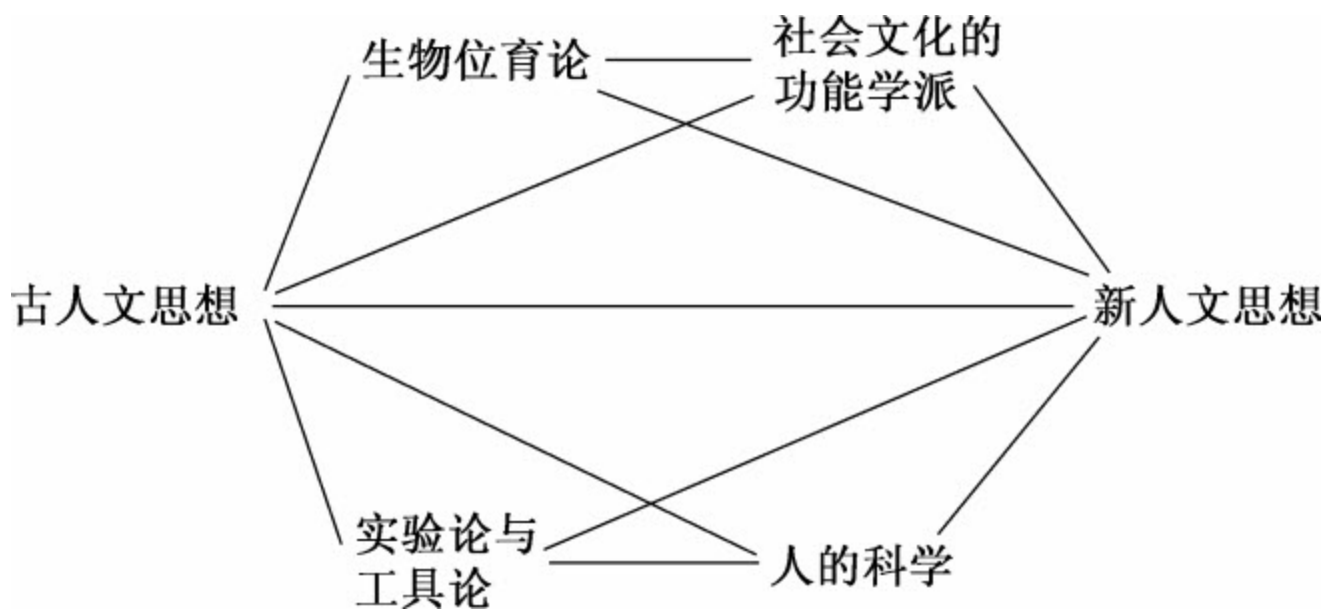 生物位育论
社会文化的
功能学派
古人文思想
新人文思想
实验论与
工具论
人的科学